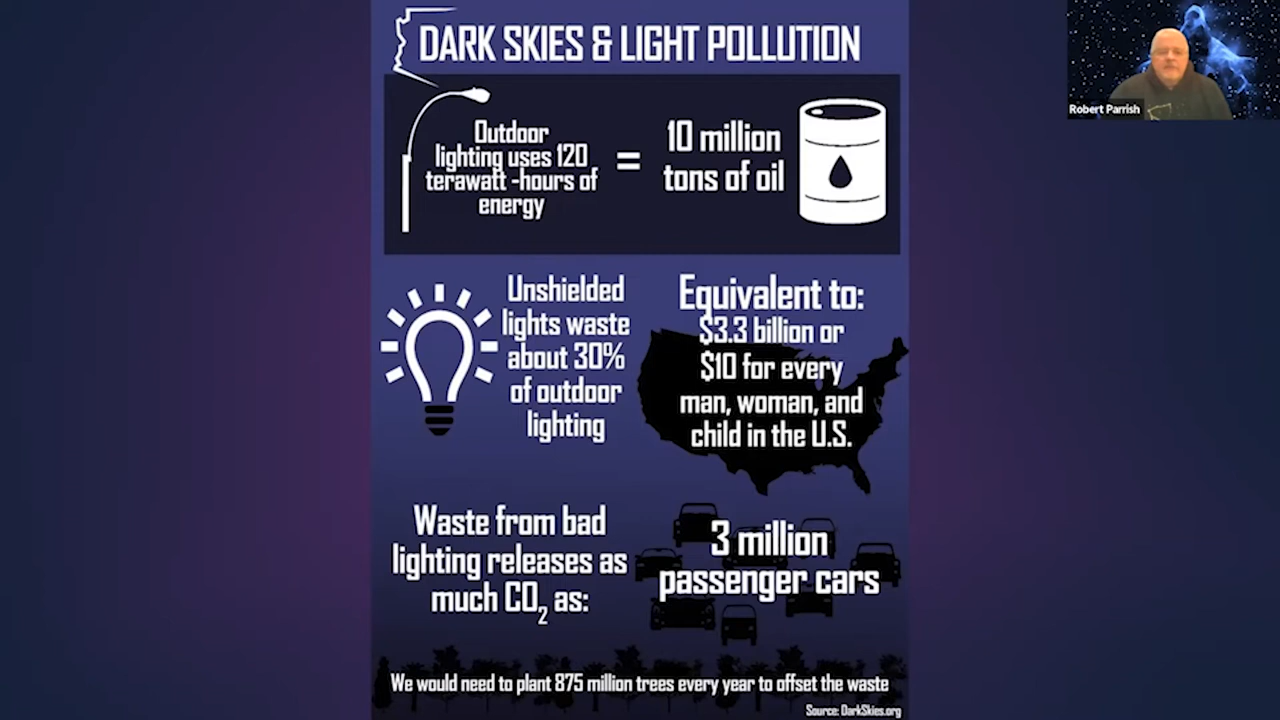 DARK SKIES & LIGHT POLLUTION
Outdoor
lighting uses 120
terawatt -hours of
energy
=
10 million
tons of oil
Unshielded
lights waste
about 30%
of outdoor
lighting
Equivalent to:
$3.3 billion or
$10 for every
man, woman, and
child in the U.S.
Waste from bad
lighting releases as
much CO₂ as:
3 million
passenger cars
We would need to plant 875 million trees every year to offset the waste
Source: DarkSkies.org
Robert Parrish